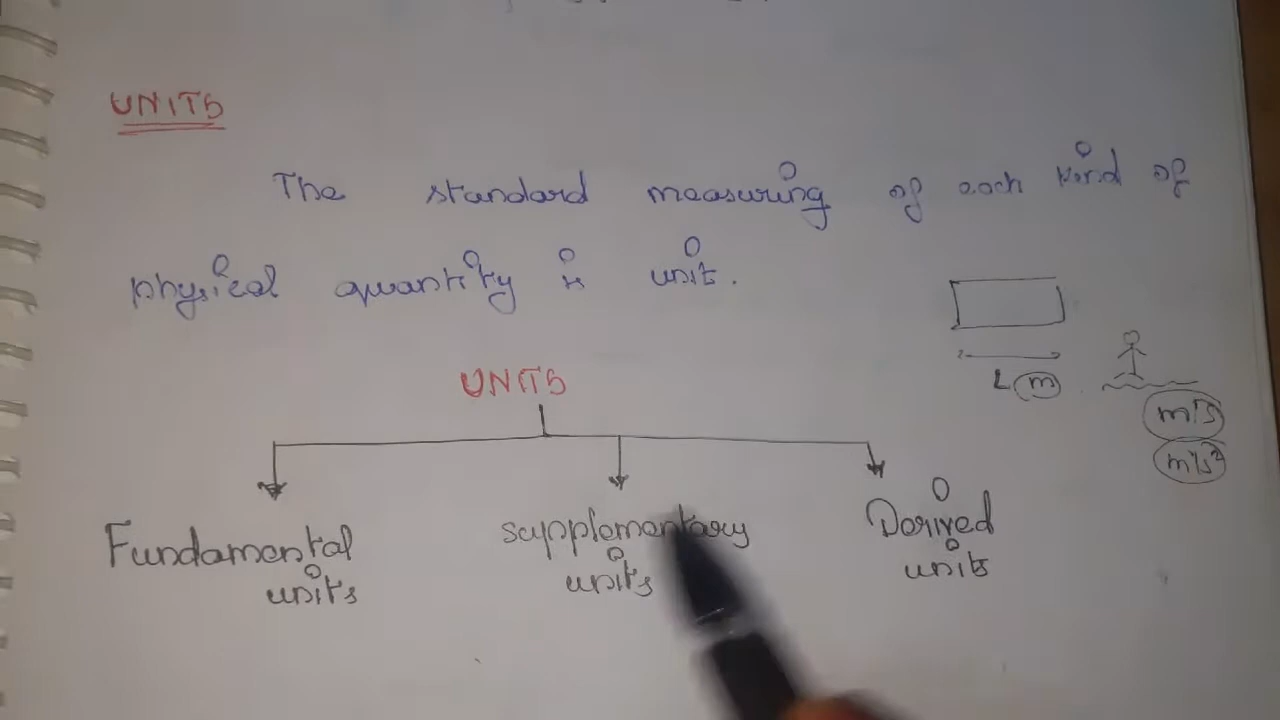 UNITS
The standard measuring of each kind of
physical quantity is unit.
UNITS
L m
m/s
m/s²
Fundamental
units
supplementary
units
Derived
units